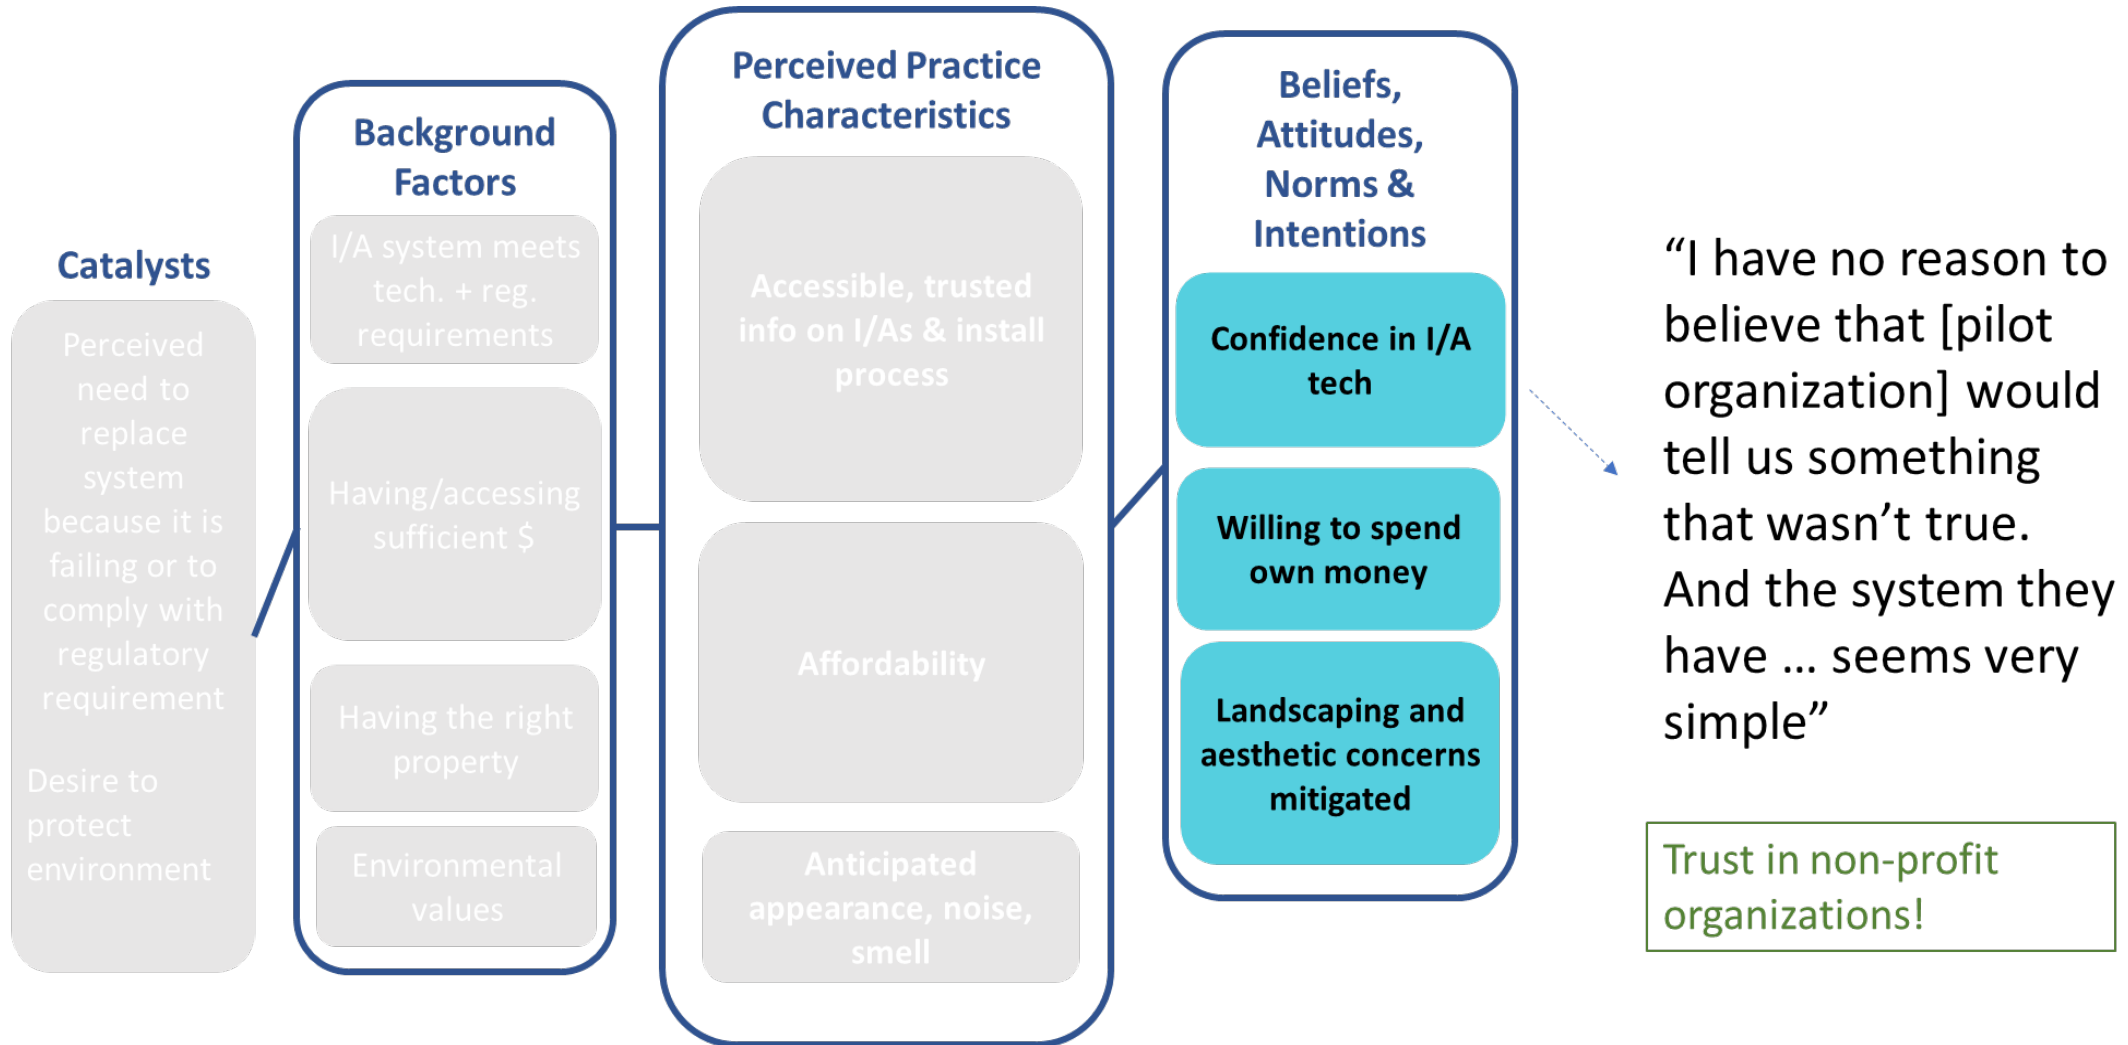 Catalysts
Perceived
need to
replace
system
because it is
failing or to
comply with
regulatory
requirement
Desire to
protect
environment
Background
Factors
I/A system meets
tech. + reg.
requirements
Having/accessing
sufficient $
Having the right
property
Environmental
values
Perceived Practice
Characteristics
Accessible, trusted
info on I/As & install
process
Affordability
Anticipated
appearance, noise,
smell
Beliefs,
Attitudes,
Norms &
Intentions
Confidence in I/A
tech
Willing to spend
own money
Landscaping and
aesthetic concerns
mitigated
“I have no reason to
believe that [pilot
organization] would
tell us something
that wasn’t true.
And the system they
have … seems very
simple”
Trust in non-profit
organizations!